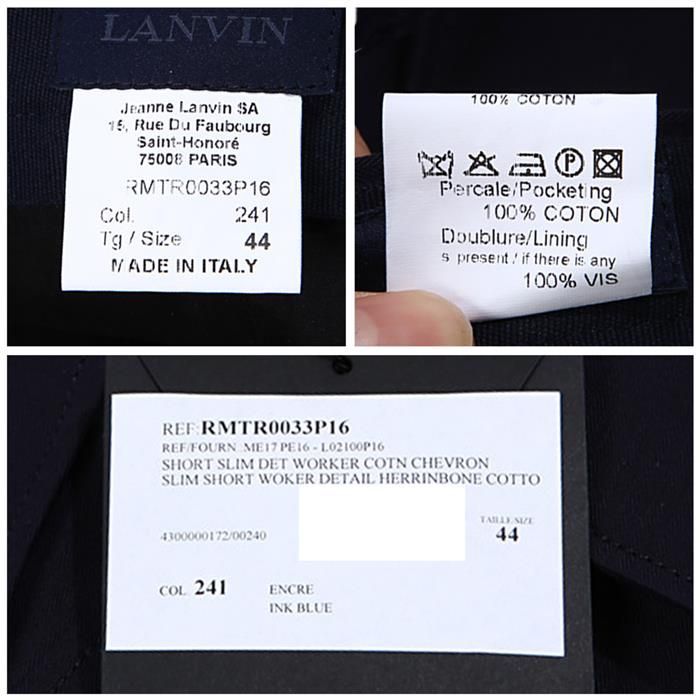 LANVIN
Jeanne Lanvin SA
15, Rue Du Faubourg
Saint-Honoré
75008 PARIS
RMTR0033P16
Col. 241
Tg / Size 44
MADE IN ITALY
100% COTON
Percale/Pocketing
100% COTON
Doublure/Lining
s present / if there is any
100% VIS
REF: RMTR0033P16
REF/FOURN .ME17 PE16 - L02100P16
SHORT SLIM DET WORKER COTN CHEVRON
SLIM SHORT WOKER DETAIL HERRINBONE COTTO
4300000172/00240
TAILLE/SIZE
44
COL 241 ENCRE
INK BLUE